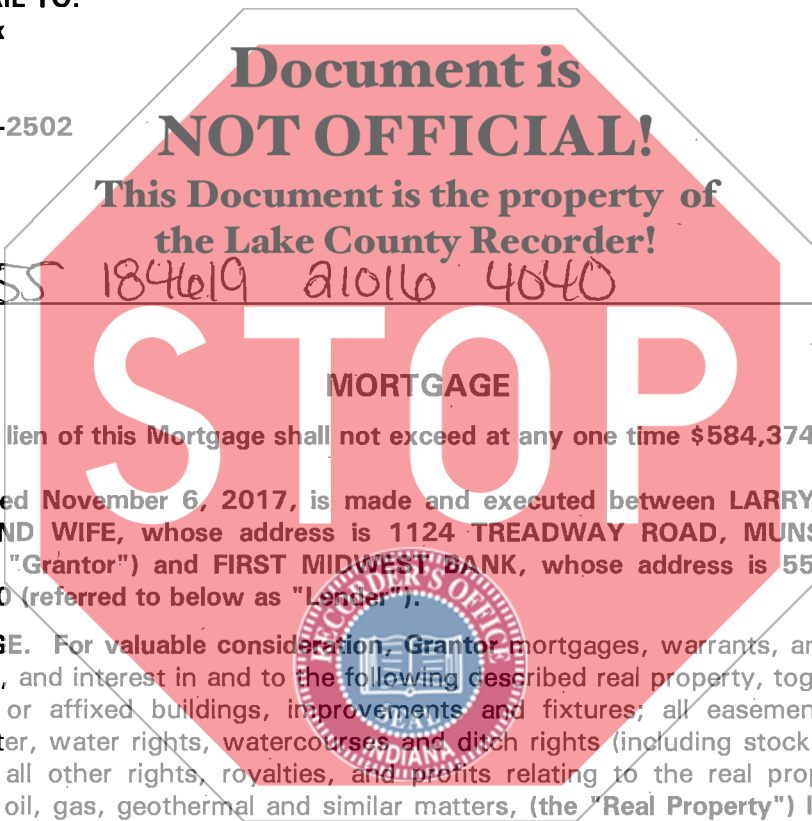 AIL TO:
Document is
-2502
NOT OFFICIAL!
This Document is the property of
the Lake County Recorder!
55 184619 21016 4040
STOP
MORTGAGE
lien of this Mortgage shall not exceed at any one time $584,374
ed November 6, 2017, is made and executed between LARRY
ND WIFE, whose address is 1124 TREADWAY ROAD, MUNS
"Grantor") and FIRST MIDWEST BANK, whose address is 55
0 (referred to below as "Lender").
GE. For valuable consideration, Grantor mortgages, warrants, an
, and interest in and to the following described real property, tog
or affixed buildings, improvements and fixtures; all easemen
ter, water rights, watercourses and ditch rights (including stock
all other rights, royalties, and profits relating to the real prop
oil, gas, geothermal and similar matters, (the "Real Property") l
RECORDER'S OFFICE
INDIANA